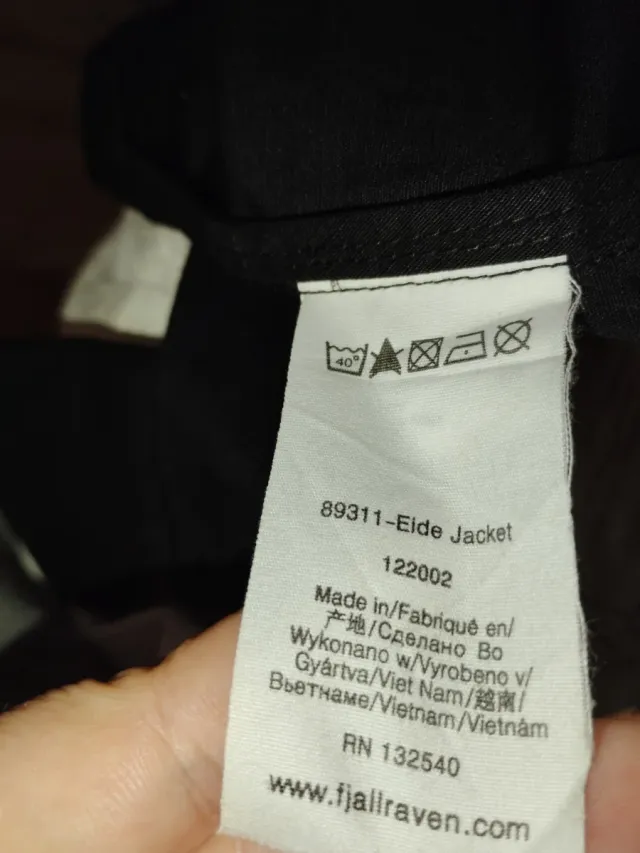 40°
89311-Eide Jacket
122002
Made in/Fabriqué en/
产地/Сделано Во
Wykonano w/Vyrobeno v/
Gyártva/Viet Nam/越南/
Вьетнаме/Vietnam/Vietnám
RN 132540
www.fjallraven.com